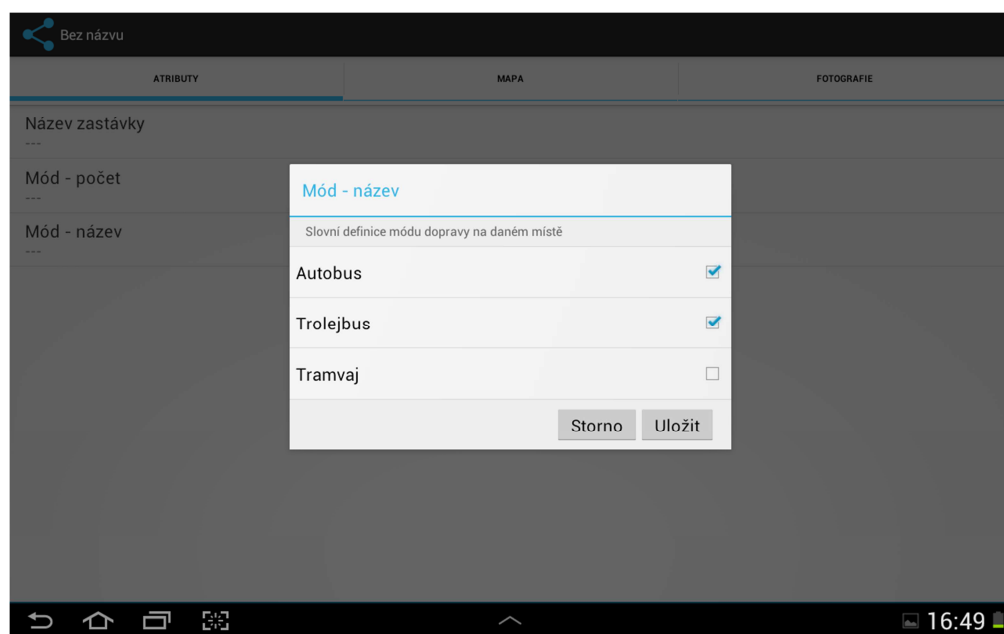 Bez názvu
ATRIBUTY MAPA FOTOGRAFIE
Název zastávky
---
Mód - počet
---
Mód - název
---
Mód - název
Slovní definice módu dopravy na daném místě
Autobus
Trolejbus
Tramvaj
Storno Uložit
16:49